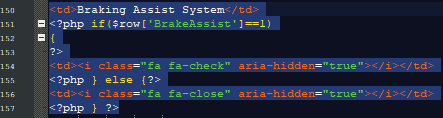 150 <td>Braking Assist System</td>
151 <?php if($row['BrakeAssist']==1)
152 {
153 ?>
154 <td><i class="fa fa-check" aria-hidden="true"></i></td>
155 <?php } else {?>
156 <td><i class="fa fa-close" aria-hidden="true"></i></td>
157 <?php } ?>